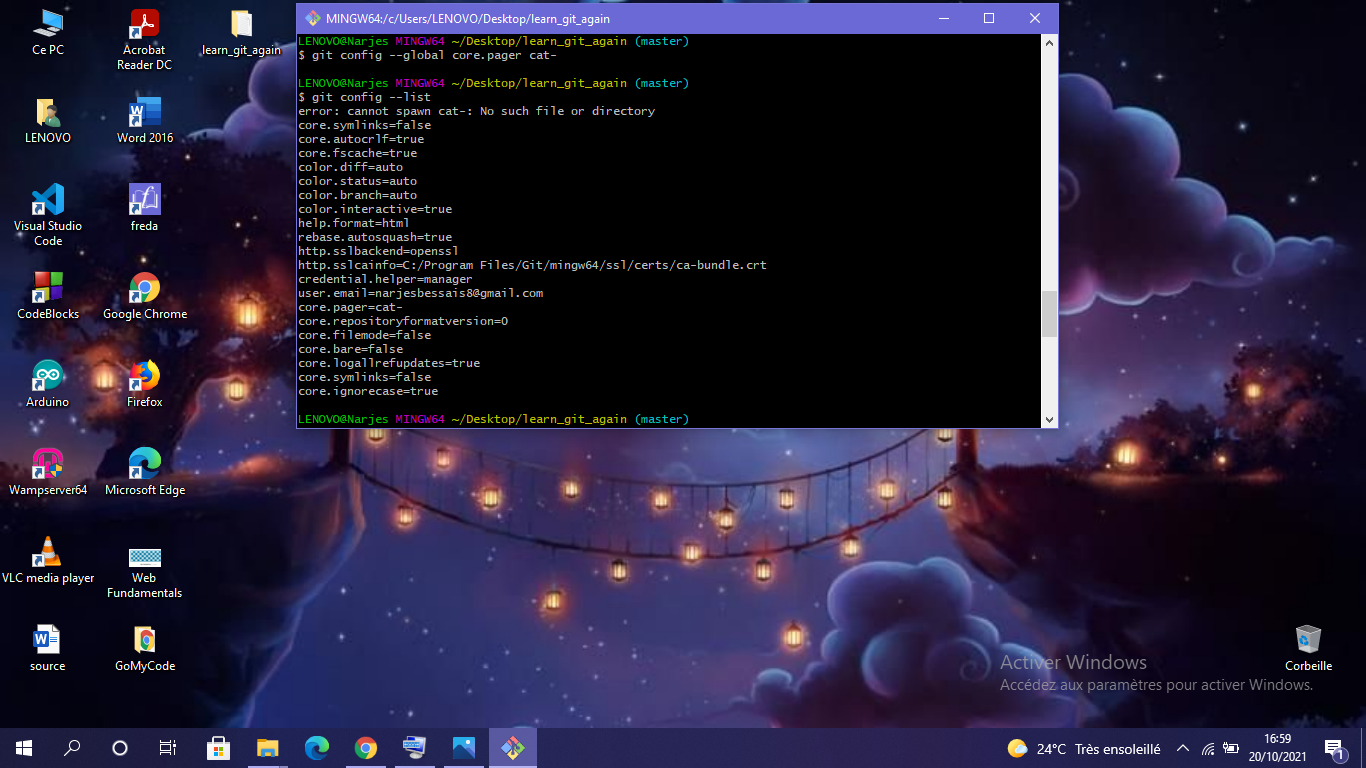 Ce PC
Acrobat
Reader DC
learn_git_again
LENOVO
Word 2016
Visual Studio
Code
freda
CodeBlocks
Google Chrome
Arduino
Firefox
Wampserver64
Microsoft Edge
VLC media player
Web
Fundamentals
source
GoMyCode
MINGW64:/c/Users/LENOVO/Desktop/learn_git_again
LENOVO@Narjes MINGW64 ~/Desktop/learn_git_again (master)
$ git config --global core.pager cat-
LENOVO@Narjes MINGW64 ~/Desktop/learn_git_again (master)
$ git config --list
error: cannot spawn cat-: No such file or directory
core.symlinks=false
core.autocrlf=true
core.fscache=true
color.diff=auto
color.status=auto
color.branch=auto
color.interactive=true
help.format=html
rebase.autosquash=true
http.sslbackend=openssl
http.sslcainfo=C:/Program Files/Git/mingw64/ssl/certs/ca-bundle.crt
credential.helper=manager
user.email=narjesbessais8@gmail.com
core.pager=cat-
core.repositoryformatversion=0
core.filemode=false
core.bare=false
core.logallrefupdates=true
core.symlinks=false
core.ignorecase=true
LENOVO@Narjes MINGW64 ~/Desktop/learn_git_again (master)
Corbeille
Activer Windows
Accédez aux paramètres pour activer Windows.
24°C Très ensoleillé
16:59
20/10/2021
1